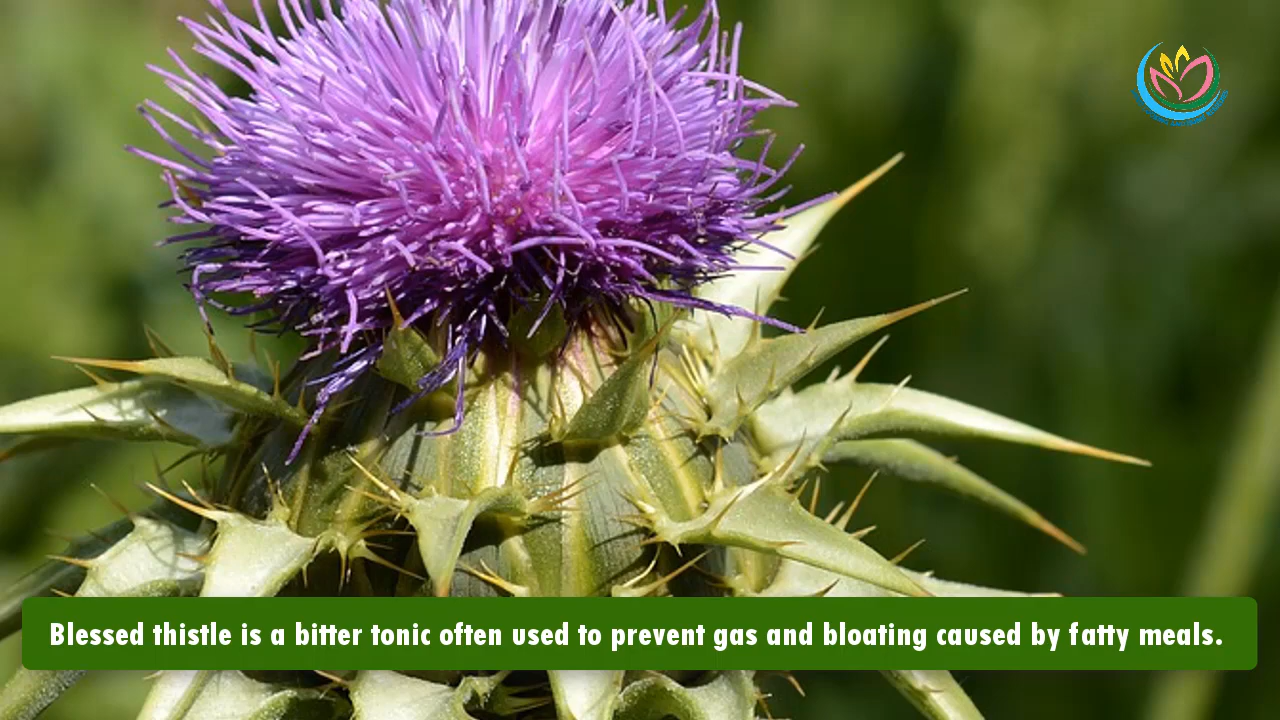 Blessed thistle is a bitter tonic often used to prevent gas and bloating caused by fatty meals.